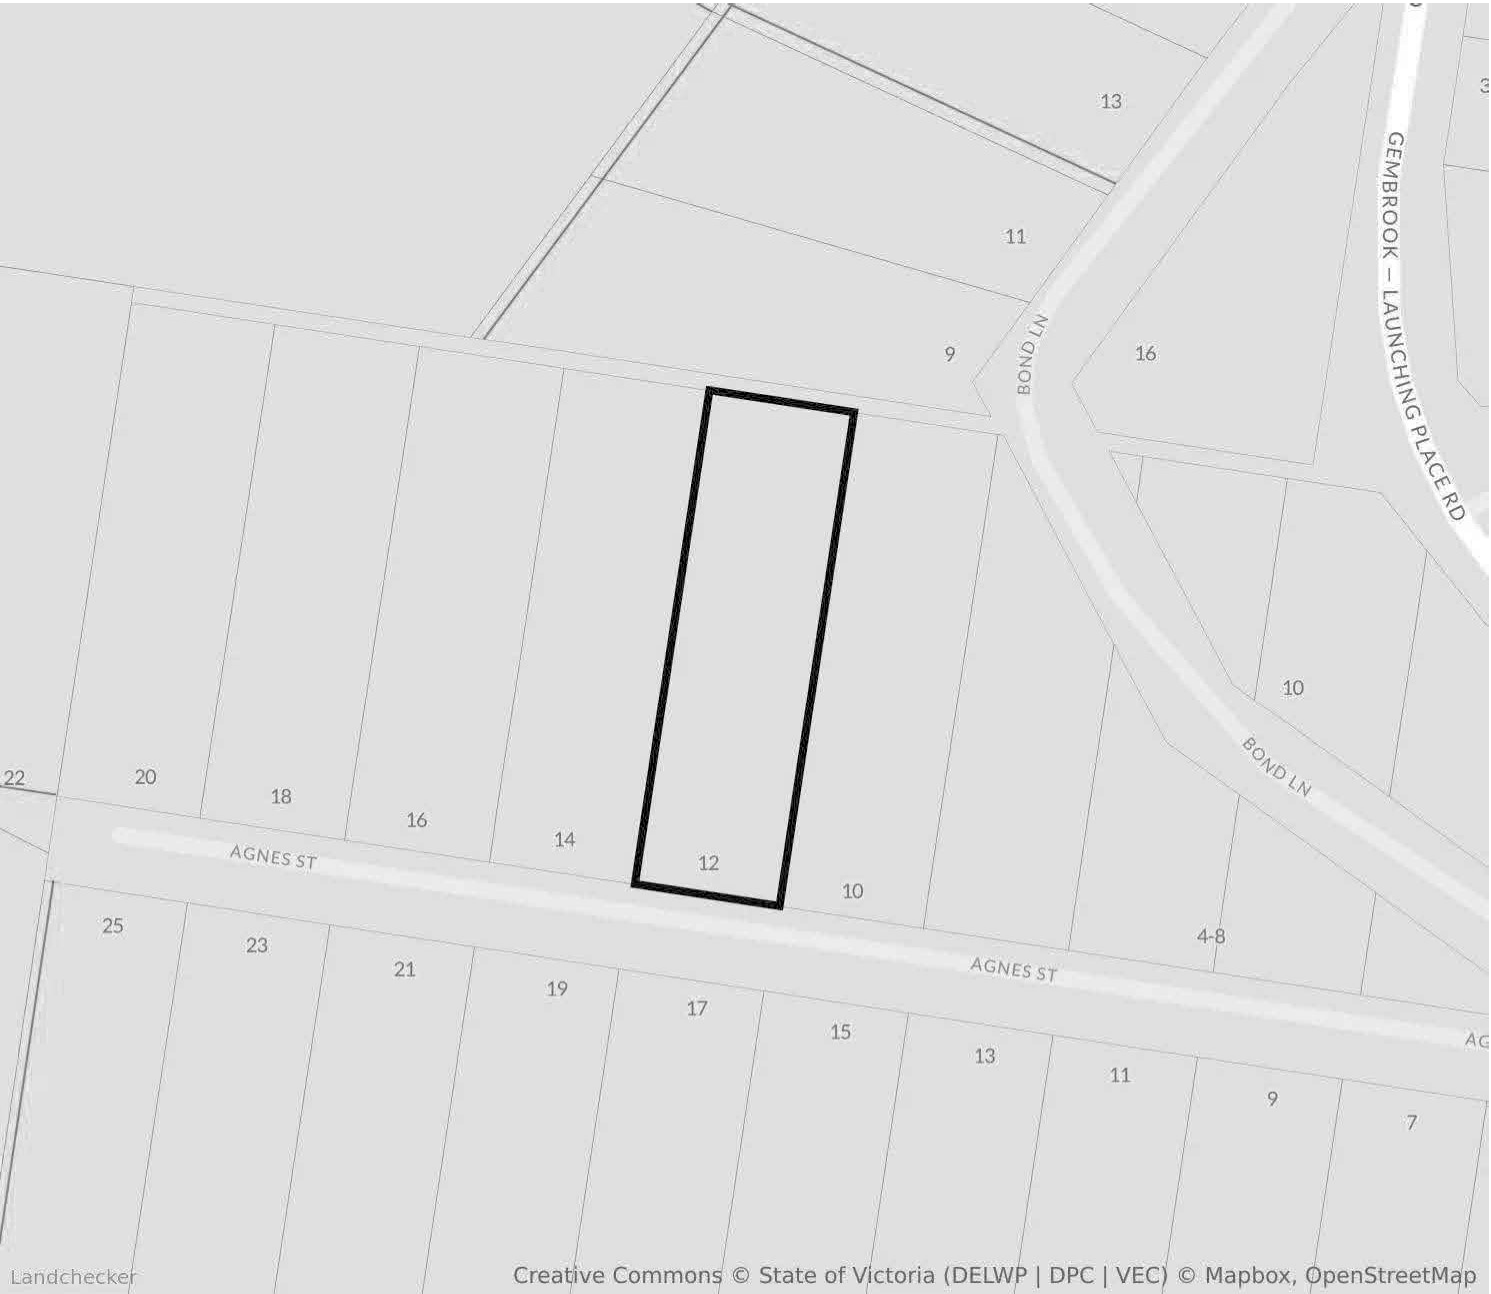 13
GEMBROOK – LAUNCHING PLACE RD
11
BOND LN
9
16
10
BOND LN
22
20
18
16
14
12
10
4-8
AGNES ST
AGNES ST
AG
25
23
21
19
17
15
13
11
9
7
Landchecker
Creative Commons © State of Victoria (DELWP | DPC | VEC) © Mapbox, OpenStreetMap